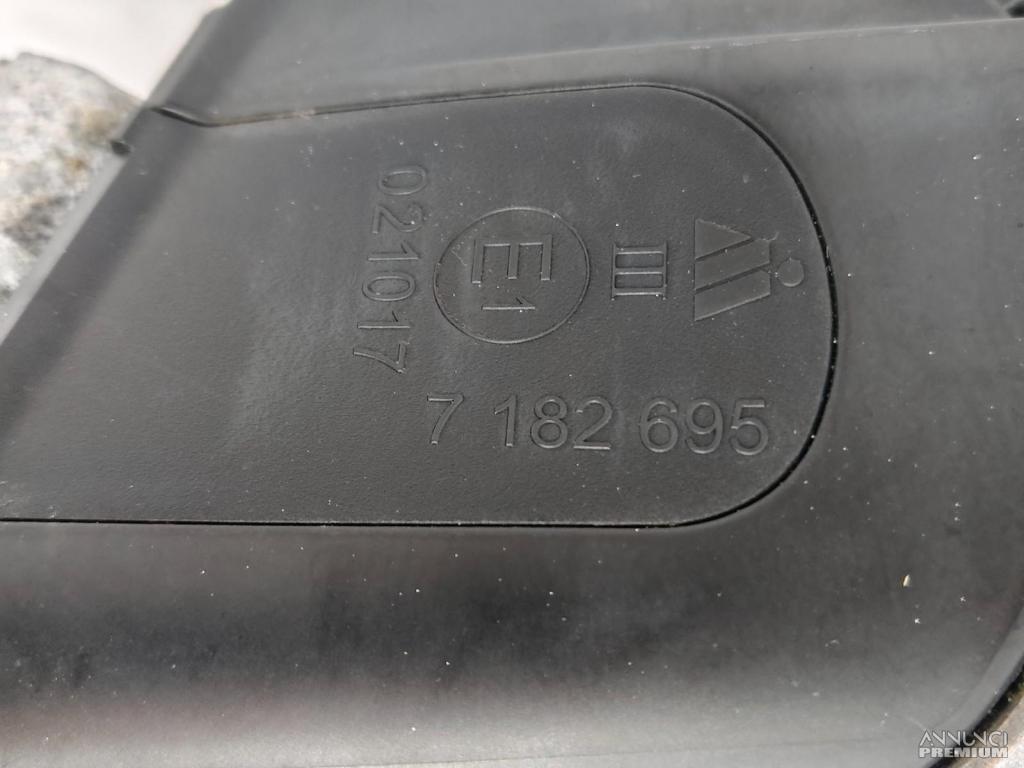 III
E1
021017
7 182 695
ANNUNCI
PREMIUM